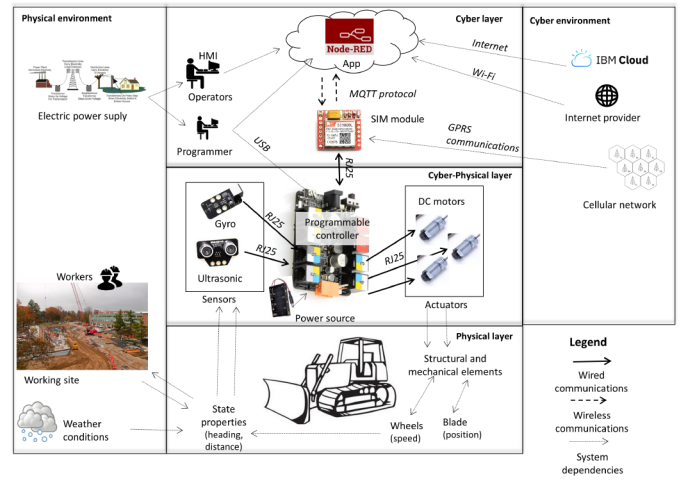 Physical environment
Electric power suply
HMI
Operators
Programmer
Workers
Working site
Weather
conditions
Cyber layer
Node-RED
App
MQTT protocol
SIM module
USB
RJ25
Internet
Wi-Fi
GPRS
communications
Cyber environment
IBM Cloud
Internet provider
Cellular network
Cyber-Physical layer
Gyro
RJ25
Ultrasonic
RJ25
Sensors
Programmable
controller
Power source
RJ25
DC motors
Actuators
Physical layer
Structural and
mechanical elements
State
properties
(heading,
distance)
Wheels
(speed)
Blade
(position)
Legend
Wired
communications
Wireless
communications
System
dependencies